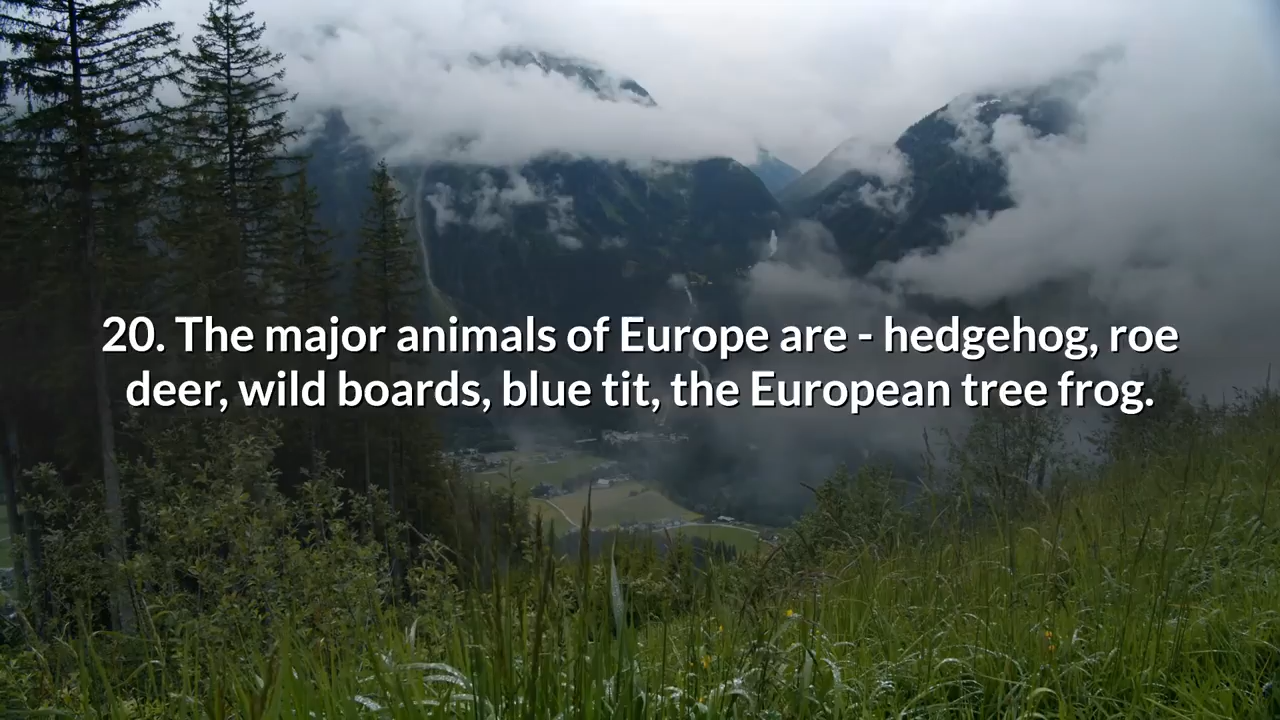 20. The major animals of Europe are - hedgehog, roe
deer, wild boards, blue tit, the European tree frog.